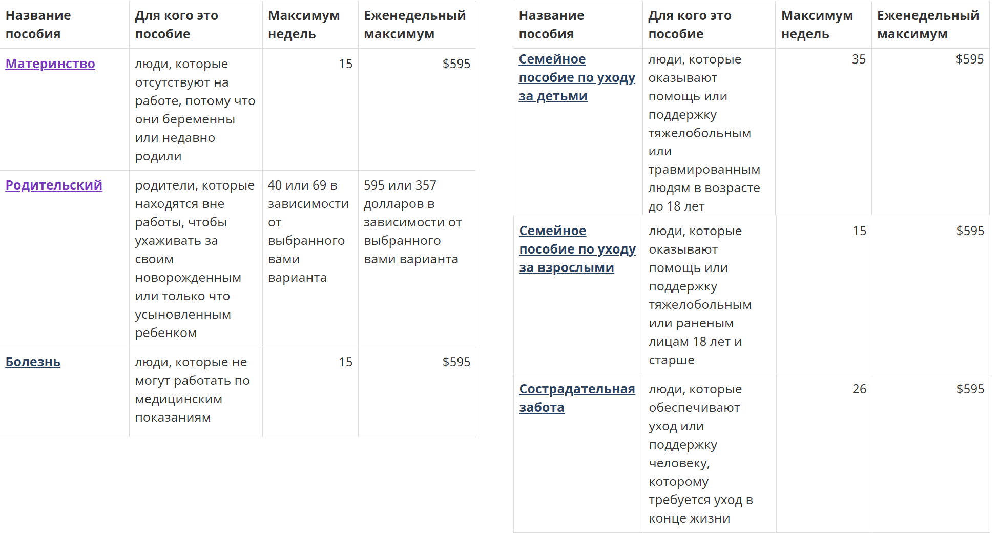 Название
пособия
Для кого это
пособие
Максимум
недель
Еженедельный
максимум
Материнство
люди, которые
отсутствуют на
работе, потому что
они беременны
или недавно
родили
15
$595
Родительский
родители, которые
находятся вне
работы, чтобы
ухаживать за
своим
новорожденным
или только что
усыновленным
ребенком
40 или 69 в
зависимости
от
выбранного
вами
варианта
595 или 357
долларов в
зависимости от
выбранного
вами варианта
Болезнь
люди, которые не
могут работать по
медицинским
показаниям
15
$595
Название
пособия
Для кого это
пособие
Максимум
недель
Еженедельный
максимум
Семейное
пособие по уходу
за детьми
люди, которые
оказывают
помощь или
поддержку
тяжелобольным
или
травмированным
людям в возрасте
до 18 лет
35
$595
Семейное
пособие по уходу
за взрослыми
люди, которые
оказывают
помощь или
поддержку
тяжелобольным
или раненым
лицам 18 лет и
старше
15
$595
Сострадательная
забота
люди, которые
обеспечивают
уход или
поддержку
человеку,
которому
требуется уход в
конце жизни
26
$595